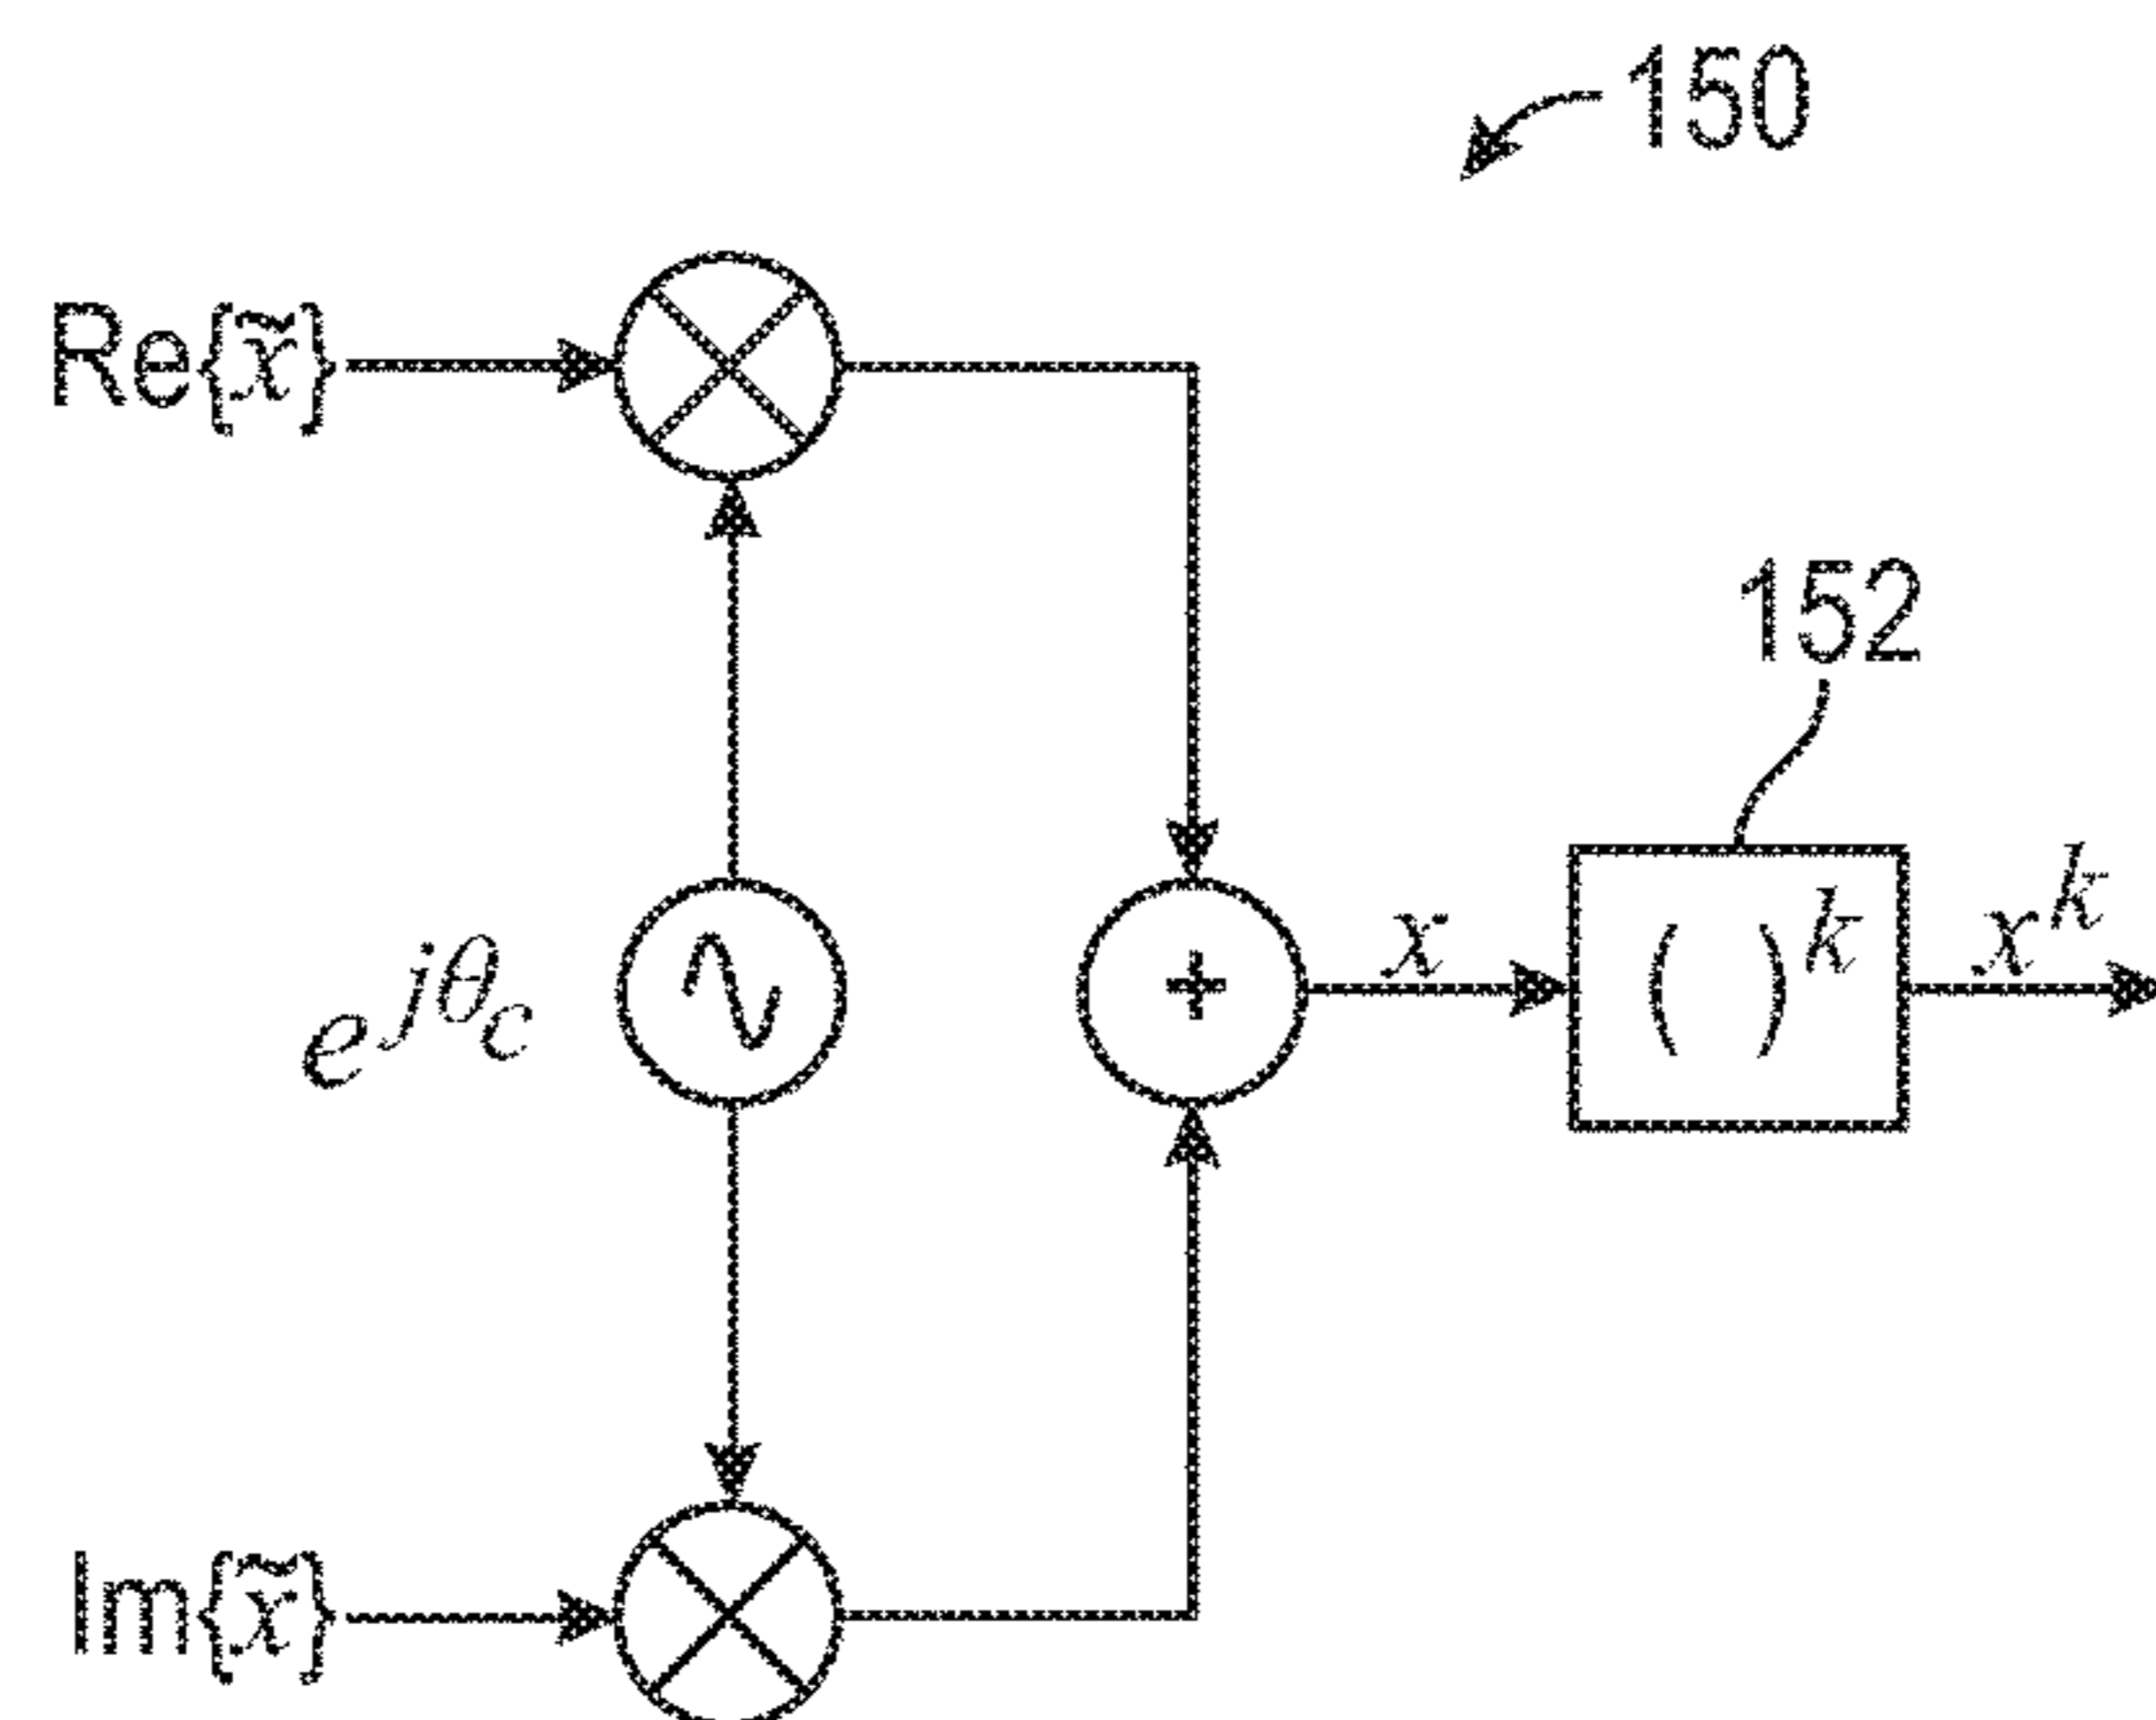 150
Re{x̃}
152
e^{jθ_c}
+
x
( )^k
x^k
Im{x̃}